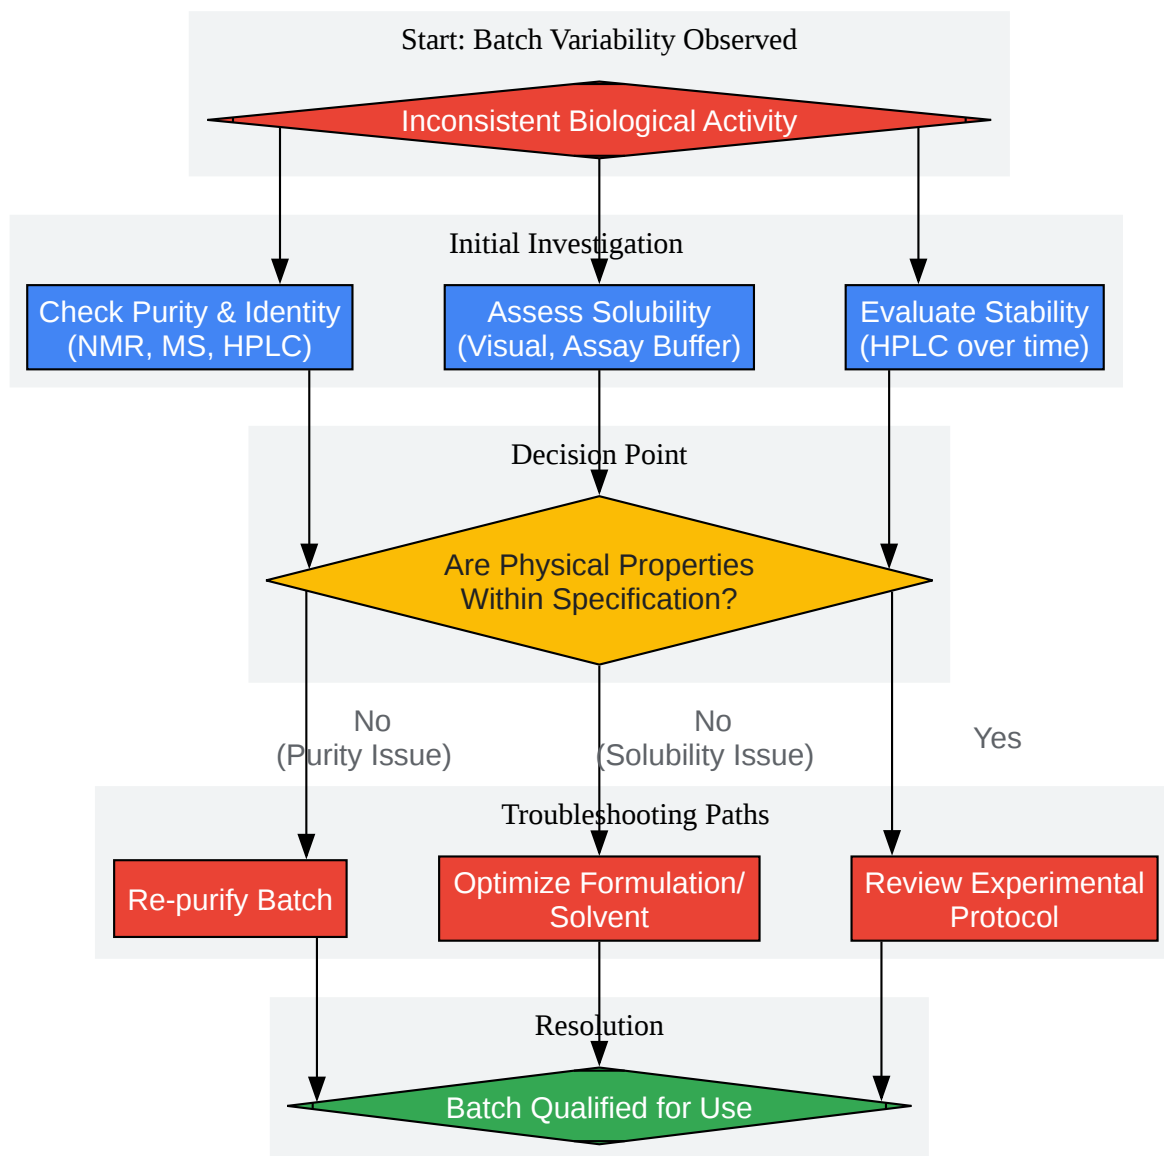 Start: Batch Variability Observed
Inconsistent Biological Activity
Initial Investigation
Check Purity & Identity
(NMR, MS, HPLC)
Assess Solubility
(Visual, Assay Buffer)
Evaluate Stability
(HPLC over time)
Decision Point
Are Physical Properties
Within Specification?
No
(Purity Issue)
No
(Solubility Issue)
Yes
Troubleshooting Paths
Re-purify Batch
Optimize Formulation/
Solvent
Review Experimental
Protocol
Resolution
Batch Qualified for Use